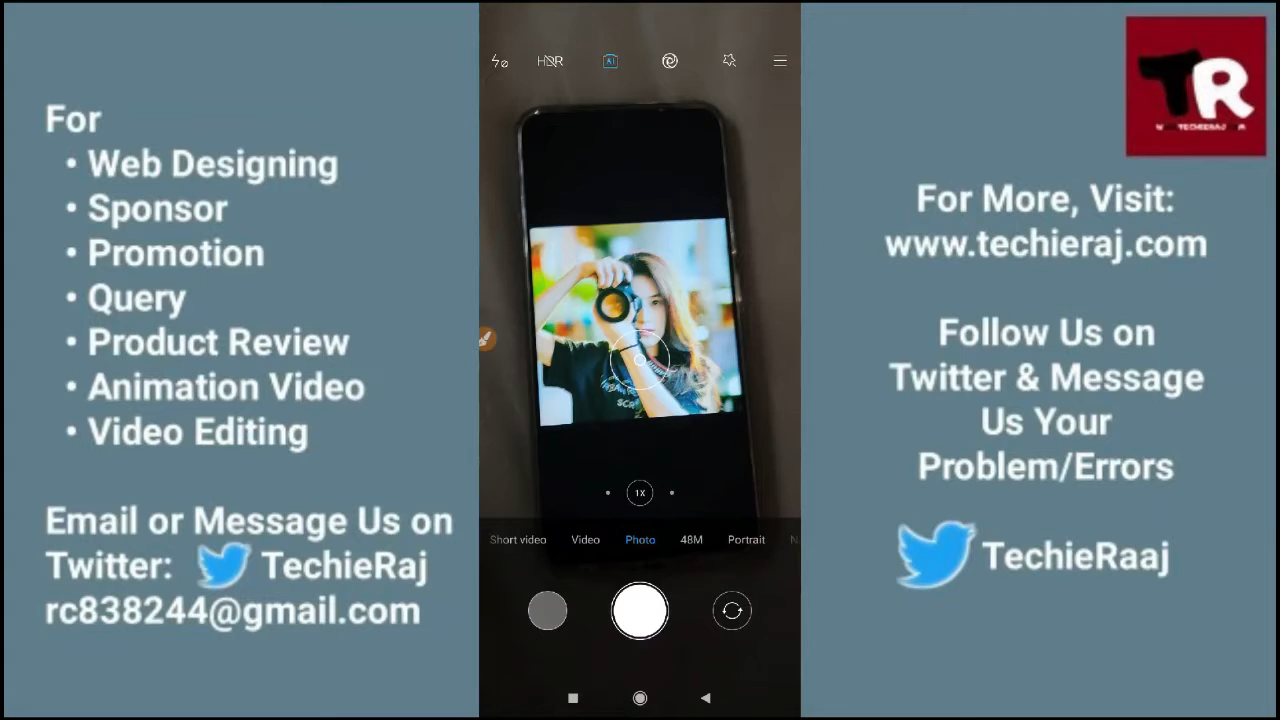 For
• Web Designing
• Sponsor
• Promotion
• Query
• Product Review
• Animation Video
• Video Editing
Email or Message Us on
Twitter: TechieRaj
rc838244@gmail.com
HDR
AI
1X
Short video Video Photo 48M Portrait N
TR
For More, Visit:
www.techieraj.com
Follow Us on
Twitter & Message
Us Your
Problem/Errors
TechieRaaj